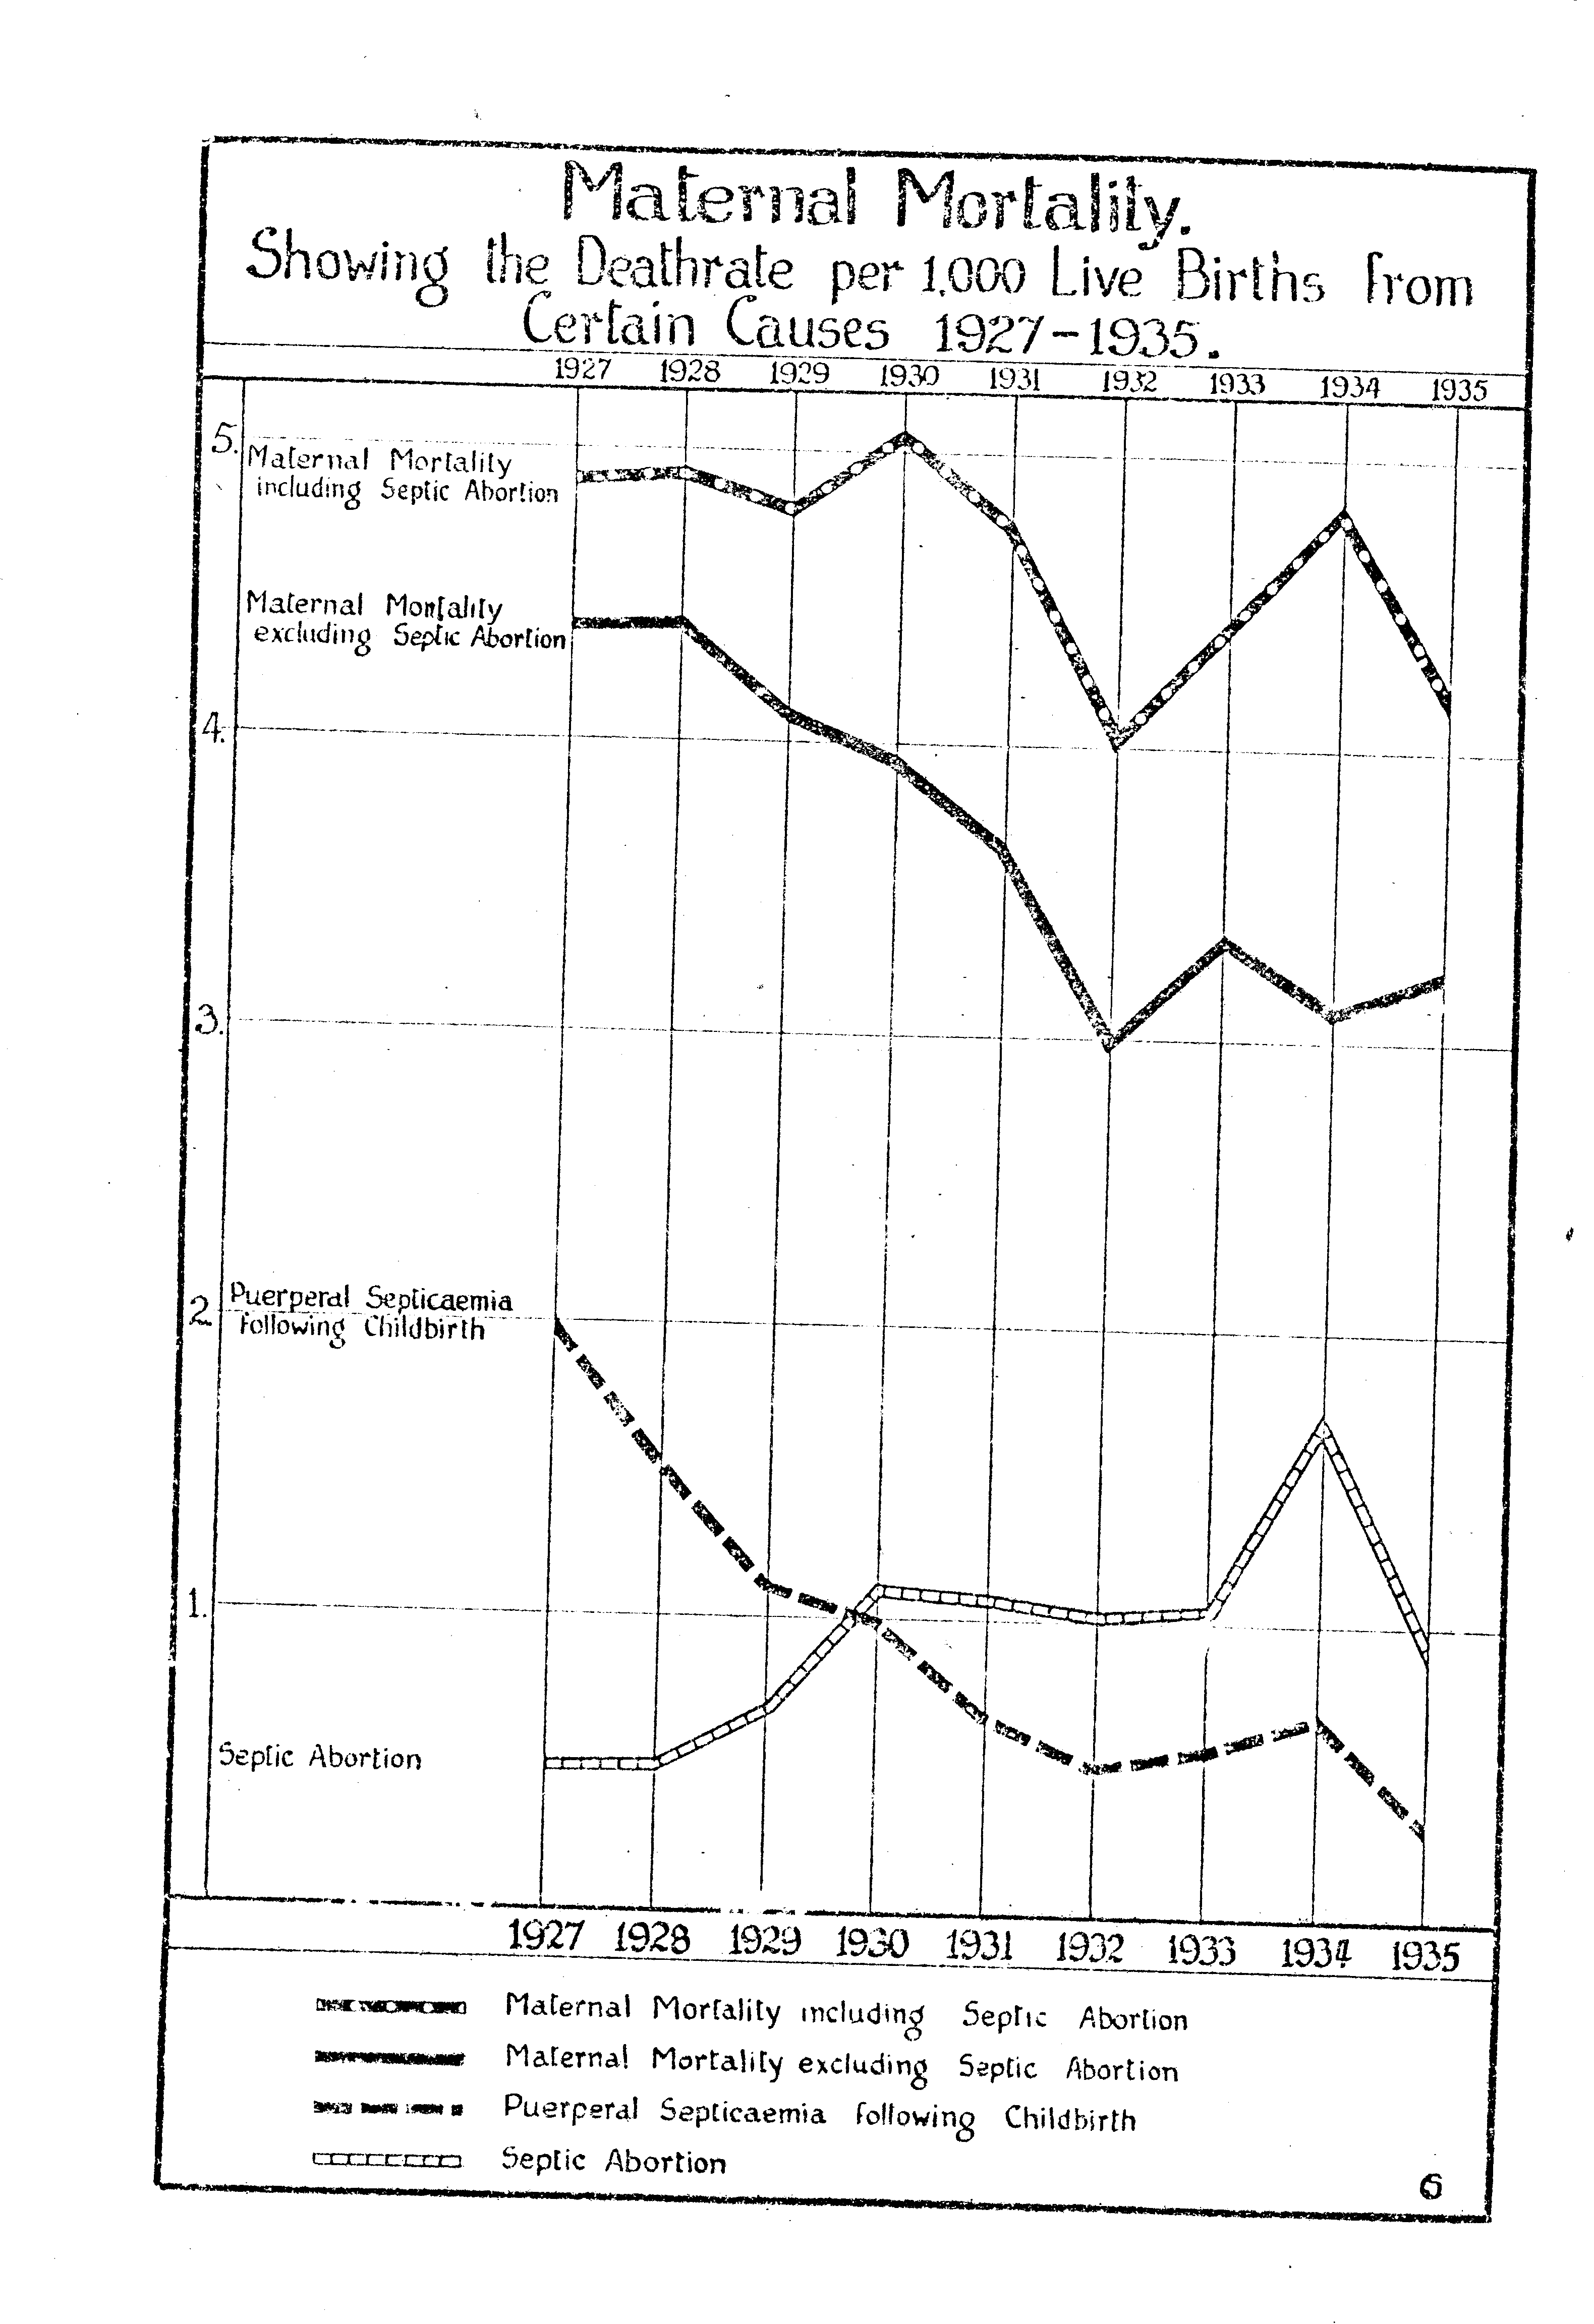 Maternal Mortality.
Showing the Deathrate per 1,000 Live Births from
Certain Causes 1927-1935.
1927 1928 1929 1930 1931 1932 1933 1934 1935
5.
Maternal Mortality
including Septic Abortion
Maternal Mortality
excluding Septic Abortion
4.
3.
2.
Puerperal Septicaemia
following Childbirth
1.
Septic Abortion
1927 1928 1929 1930 1931 1932 1933 1934 1935
Maternal Mortality including Septic Abortion
Maternal Mortality excluding Septic Abortion
Puerperal Septicaemia following Childbirth
Septic Abortion
6